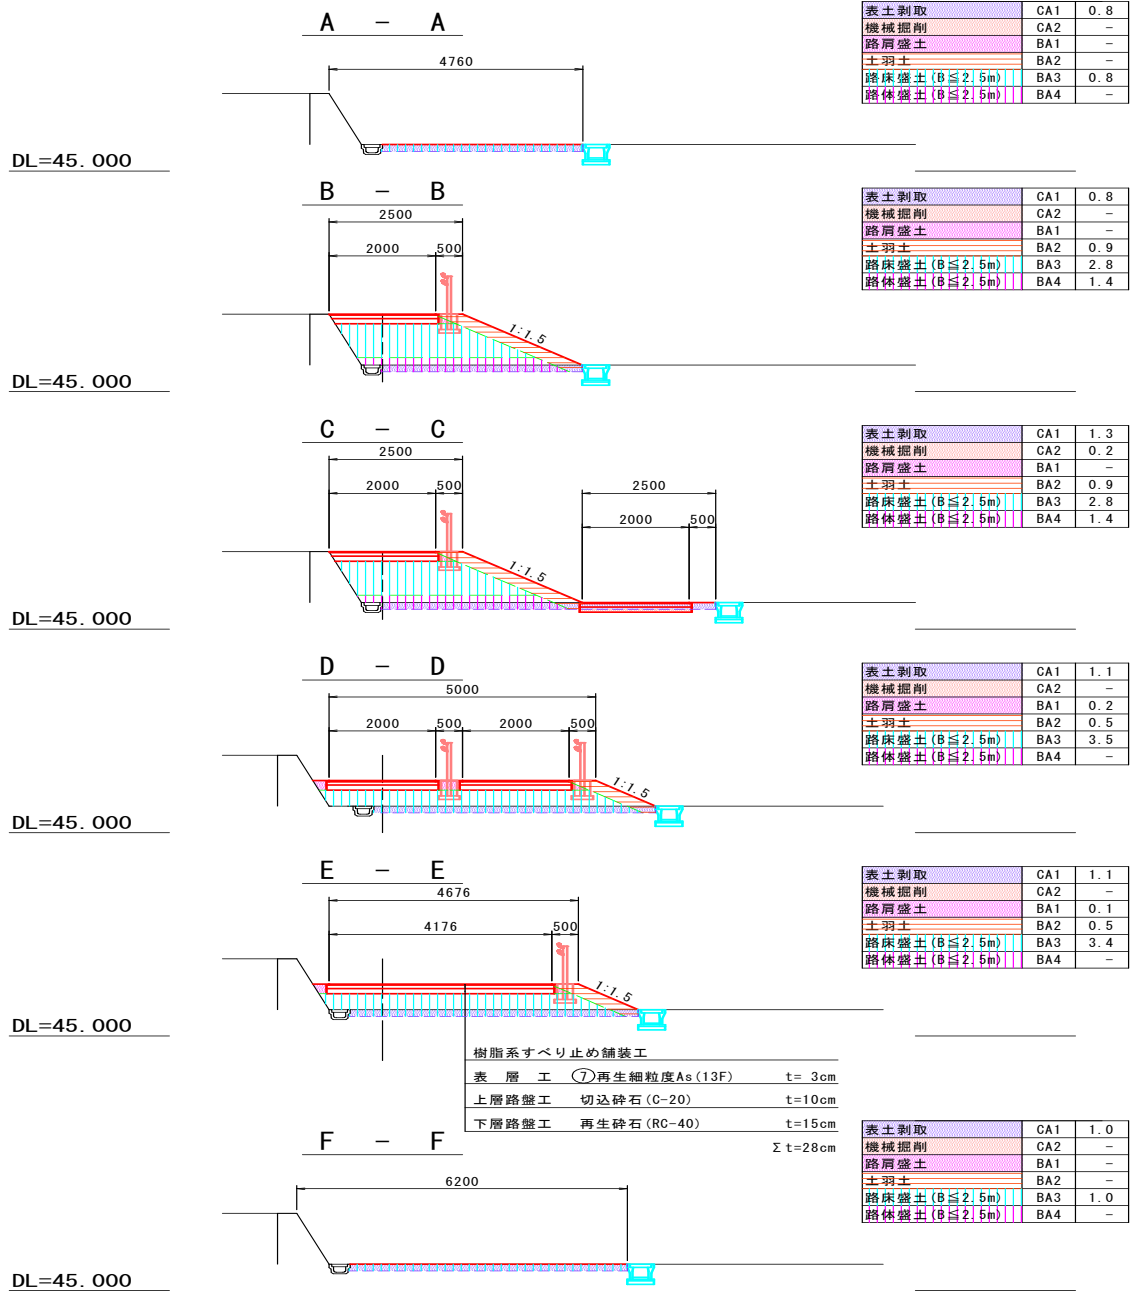 A － A
4760
DL=45.000
表土剥取 CA1 0.8
機械掘削 CA2 －
路肩盛土 BA1 －
土羽土 BA2 －
路床盛土(B≦2.5m) BA3 0.8
路体盛土(B≦2.5m) BA4 －
B － B
2500
2000 500
1:1.5
DL=45.000
表土剥取 CA1 0.8
機械掘削 CA2 －
路肩盛土 BA1 －
土羽土 BA2 0.9
路床盛土(B≦2.5m) BA3 2.8
路体盛土(B≦2.5m) BA4 1.4
C － C
2500
2000 500
2500
2000 500
1:1.5
DL=45.000
表土剥取 CA1 1.3
機械掘削 CA2 0.2
路肩盛土 BA1 －
土羽土 BA2 0.9
路床盛土(B≦2.5m) BA3 2.8
路体盛土(B≦2.5m) BA4 1.4
D － D
5000
2000 500 2000 500
1:1.5
DL=45.000
表土剥取 CA1 1.1
機械掘削 CA2 －
路肩盛土 BA1 0.2
土羽土 BA2 0.5
路床盛土(B≦2.5m) BA3 3.5
路体盛土(B≦2.5m) BA4 －
E － E
4676
4176 500
1:1.5
DL=45.000
表土剥取 CA1 1.1
機械掘削 CA2 －
路肩盛土 BA1 0.1
土羽土 BA2 0.5
路床盛土(B≦2.5m) BA3 3.4
路体盛土(B≦2.5m) BA4 －
樹脂系すべり止め舗装工
表層工 ⑦再生細粒度As(13F) t= 3cm
上層路盤工 切込砕石(C-20) t=10cm
下層路盤工 再生砕石(RC-40) t=15cm
Σt=28cm
F － F
6200
DL=45.000
表土剥取 CA1 1.0
機械掘削 CA2 －
路肩盛土 BA1 －
土羽土 BA2 －
路床盛土(B≦2.5m) BA3 1.0
路体盛土(B≦2.5m) BA4 －